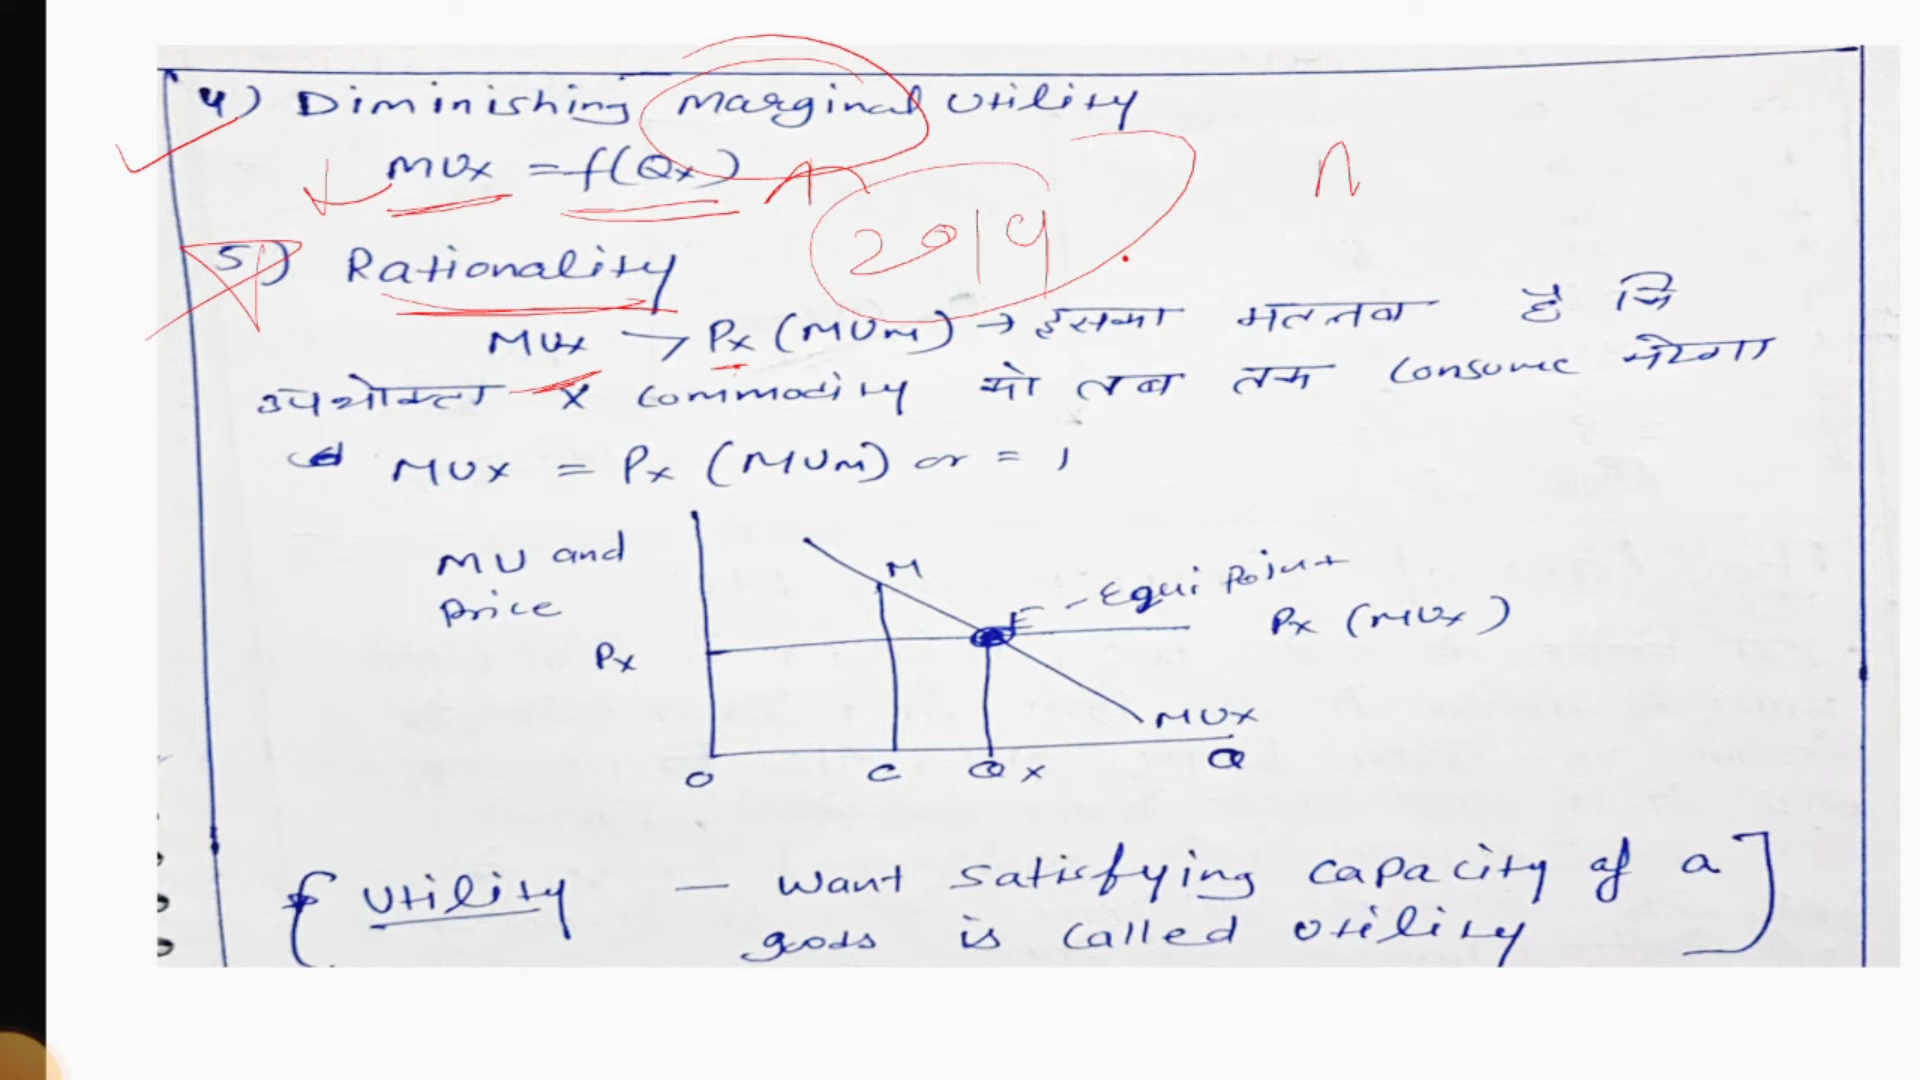 4) Diminishing Marginal Utility
MUx = f(Qx)
2019
n
5) Rationality
MUx > Px (MUM) → इसका मतलब है कि
उपभोक्ता X commodity को तब तक consume करेगा
MUx = Px (MUM) or = 1
MU and
Price
M
E - Equi Point
Px (MUx)
Px
MUx
O C Qx Q
{ Utility — Want satisfying capacity of a
goods is called utility ]